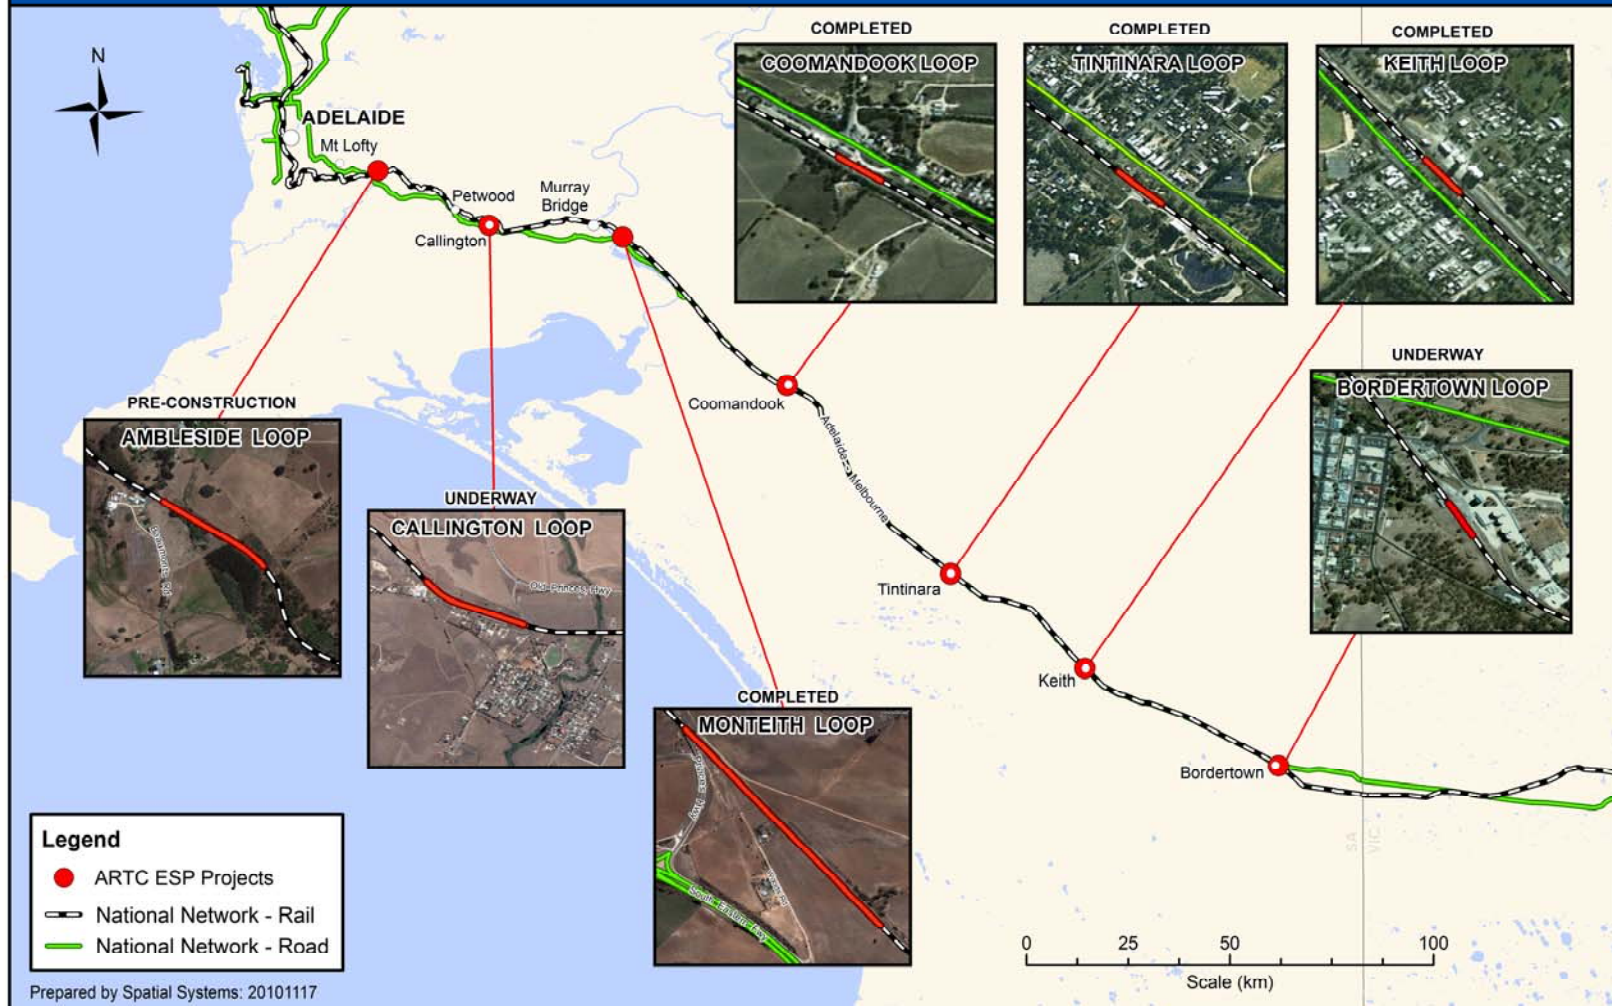 N
ADELAIDE
Mt Lofty
Petwood
Callington
Murray
Bridge
COMPLETED
COOMANDOOK LOOP
COMPLETED
TINTINARA LOOP
COMPLETED
KEITH LOOP
Coomandook
Adelaide - Melbourne
UNDERWAY
BORDERTOWN LOOP
PRE-CONSTRUCTION
AMBLESIDE LOOP
UNDERWAY
CALLINGTON LOOP
Old Princes Hwy
Tintinara
Keith
COMPLETED
MONTEITH LOOP
Princes Hwy
South Eastern Fwy
Bordertown
SA
VIC
Legend
ARTC ESP Projects
National Network - Rail
National Network - Road
0 25 50 100
Scale (km)
Prepared by Spatial Systems: 20101117